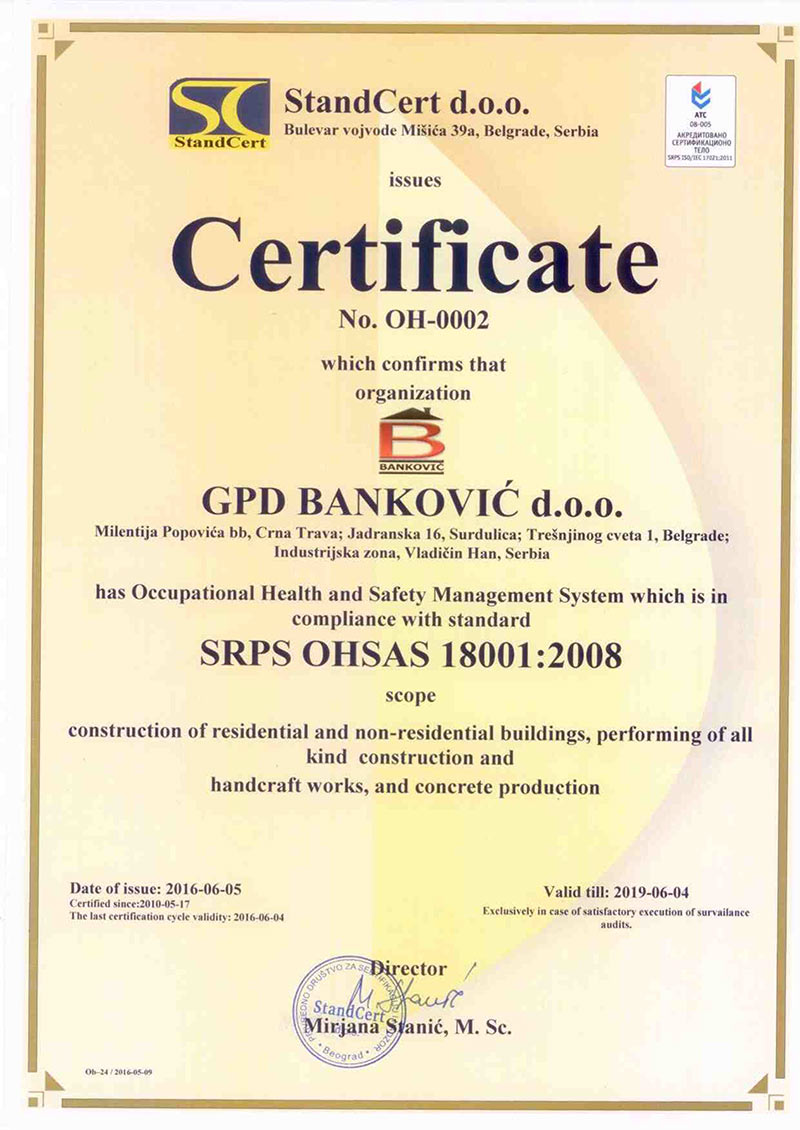 SC
StandCert
StandCert d.o.o.
Bulevar vojvode Mišića 39a, Belgrade, Serbia
АТС
08-005
АКРЕДИТОВАНО
СЕРТИФИКАЦИОНО
ТЕЛО
SRPS ISO/IEC 17021:2011
issues
Certificate
No. OH-0002
which confirms that
organization
B
BANKOVIĆ
GPD BANKOVIĆ d.o.o.
Milentija Popovića bb, Crna Trava; Jadranska 16, Surdulica; Trešnjinog cveta 1, Belgrade;
Industrijska zona, Vladičin Han, Serbia
has Occupational Health and Safety Management System which is in
compliance with standard
SRPS OHSAS 18001:2008
scope
construction of residential and non-residential buildings, performing of all
kind construction and
handcraft works, and concrete production
Date of issue: 2016-06-05
Certified since:2010-05-17
The last certification cycle validity: 2016-06-04
Valid till: 2019-06-04
Exclusively in case of satisfactory execution of survailance
audits.
Director
StandCert
Beograd
Mirjana Stanić, M. Sc.
Ob-24 / 2016-05-09